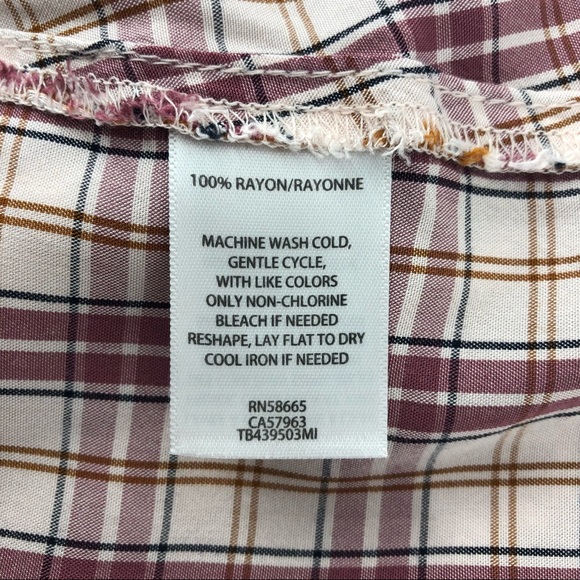 100% RAYON/RAYONNE
MACHINE WASH COLD,
GENTLE CYCLE,
WITH LIKE COLORS
ONLY NON-CHLORINE
BLEACH IF NEEDED
RESHAPE, LAY FLAT TO DRY
COOL IRON IF NEEDED
RN58665
CA57963
TB439503MI